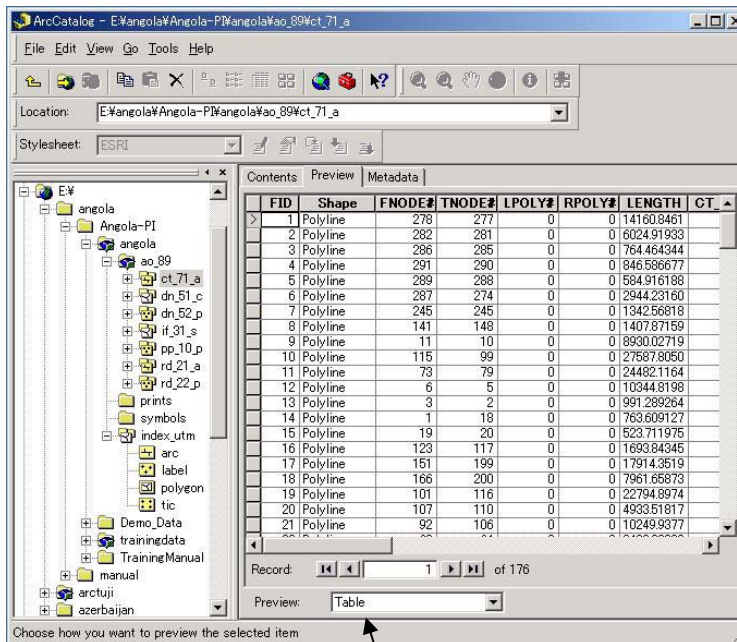 ArcCatalog - E:¥angola¥Angola-PI¥angola¥ao_89¥ct_71_a
File Edit View Go Tools Help
Location: E:¥angola¥Angola-PI¥angola¥ao_89¥ct_71_a
Stylesheet: ESRI
E:¥
angola
Angola-PI
angola
ao_89
ct_71_a
dn_51_c
dn_52_p
if_31_s
pp_10_p
rd_21_a
rd_22_p
prints
symbols
index_utm
arc
label
polygon
tic
Demo_Data
trainingdata
TrainingManual
manual
arctuji
azerbaijan
Contents Preview Metadata
FID Shape FNODE# TNODE# LPOLY# RPOLY# LENGTH CT_
1 Polyline 278 277 0 0 14160.8461
2 Polyline 282 281 0 0 6024.91933
3 Polyline 286 285 0 0 764.464344
4 Polyline 291 290 0 0 846.586677
5 Polyline 289 288 0 0 584.916188
6 Polyline 287 274 0 0 2944.23160
7 Polyline 245 245 0 0 1342.56818
8 Polyline 141 148 0 0 1407.87159
9 Polyline 11 10 0 0 8930.02719
10 Polyline 115 99 0 0 27587.8050
11 Polyline 73 79 0 0 24482.1164
12 Polyline 6 5 0 0 10344.8198
13 Polyline 3 2 0 0 991.289264
14 Polyline 1 18 0 0 763.609127
15 Polyline 19 20 0 0 523.711975
16 Polyline 123 117 0 0 1693.84345
17 Polyline 151 199 0 0 17914.3519
18 Polyline 166 200 0 0 7961.65873
19 Polyline 101 116 0 0 22794.8974
20 Polyline 107 110 0 0 4933.51817
21 Polyline 92 106 0 0 10249.9377
Record: 1 of 176
Preview: Table
Choose how you want to preview the selected item